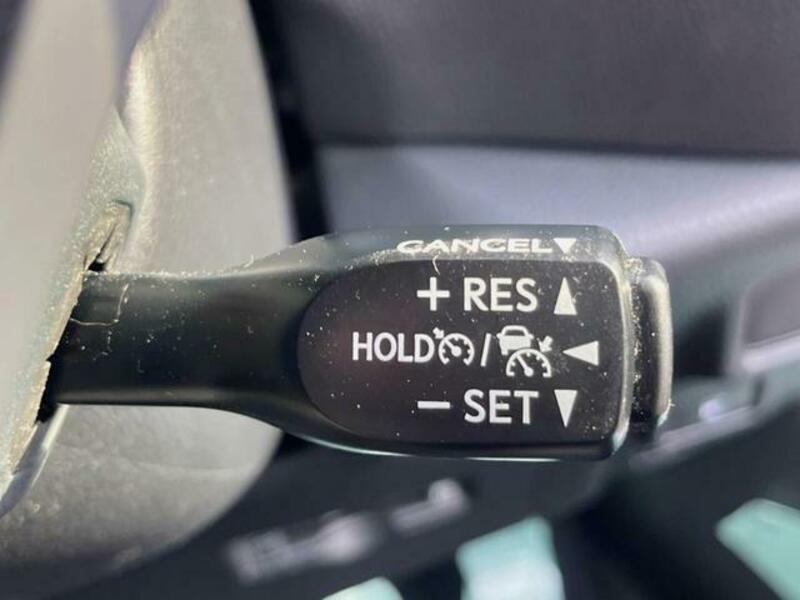 CANCEL▼
+ RES ▲
HOLD / ◀
– SET ▼